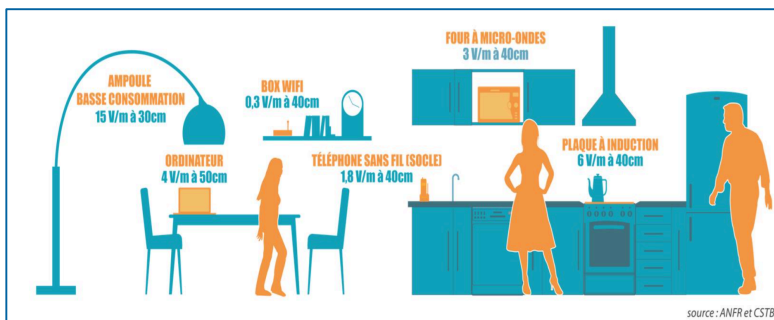 AMPOULE
BASSE CONSOMMATION
15 V/m à 30cm
BOX WIFI
0,3 V/m à 40cm
FOUR À MICRO-ONDES
3 V/m à 40cm
ORDINATEUR
4 V/m à 50cm
TÉLÉPHONE SANS FIL (SOCLE)
1,8 V/m à 40cm
PLAQUE À INDUCTION
6 V/m à 40cm
source : ANFR et CSTB